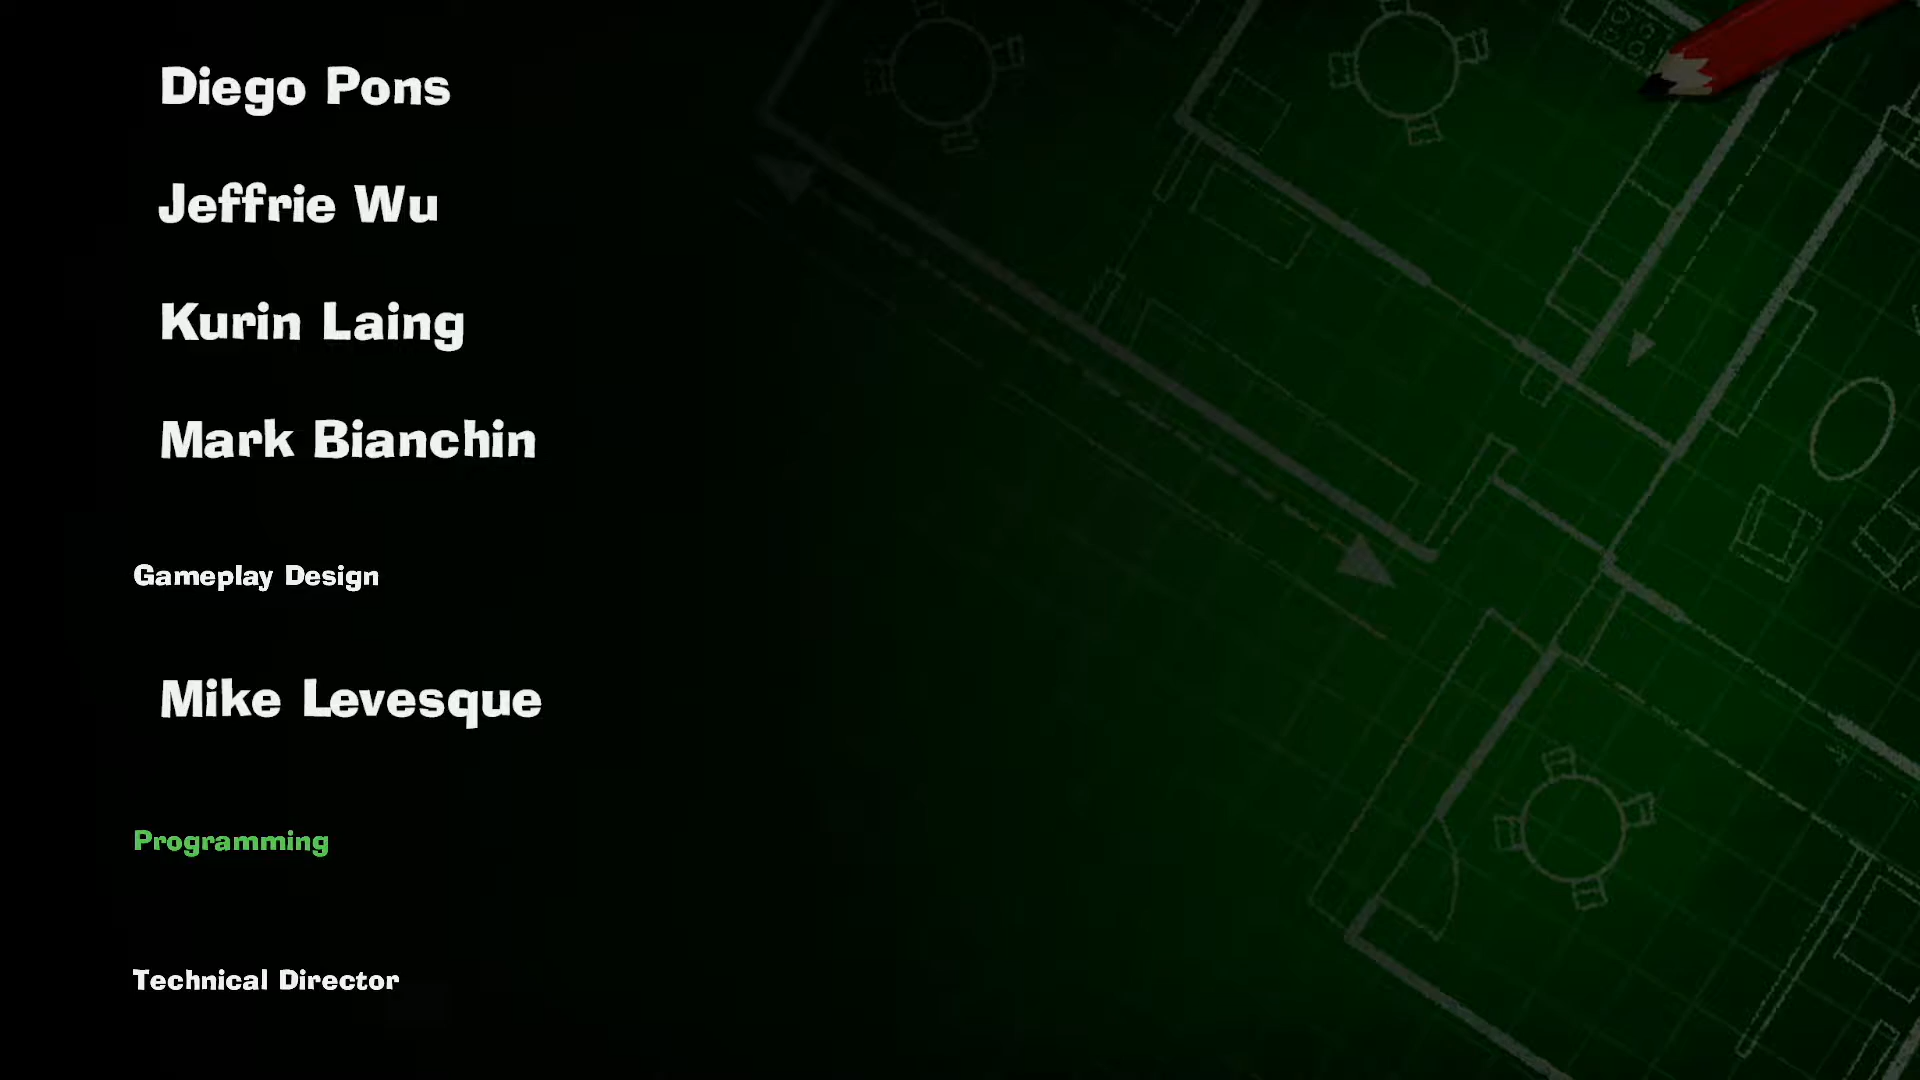 Diego Pons
Jeffrie Wu
Kurin Laing
Mark Bianchin
Gameplay Design
Mike Levesque
Programming
Technical Director